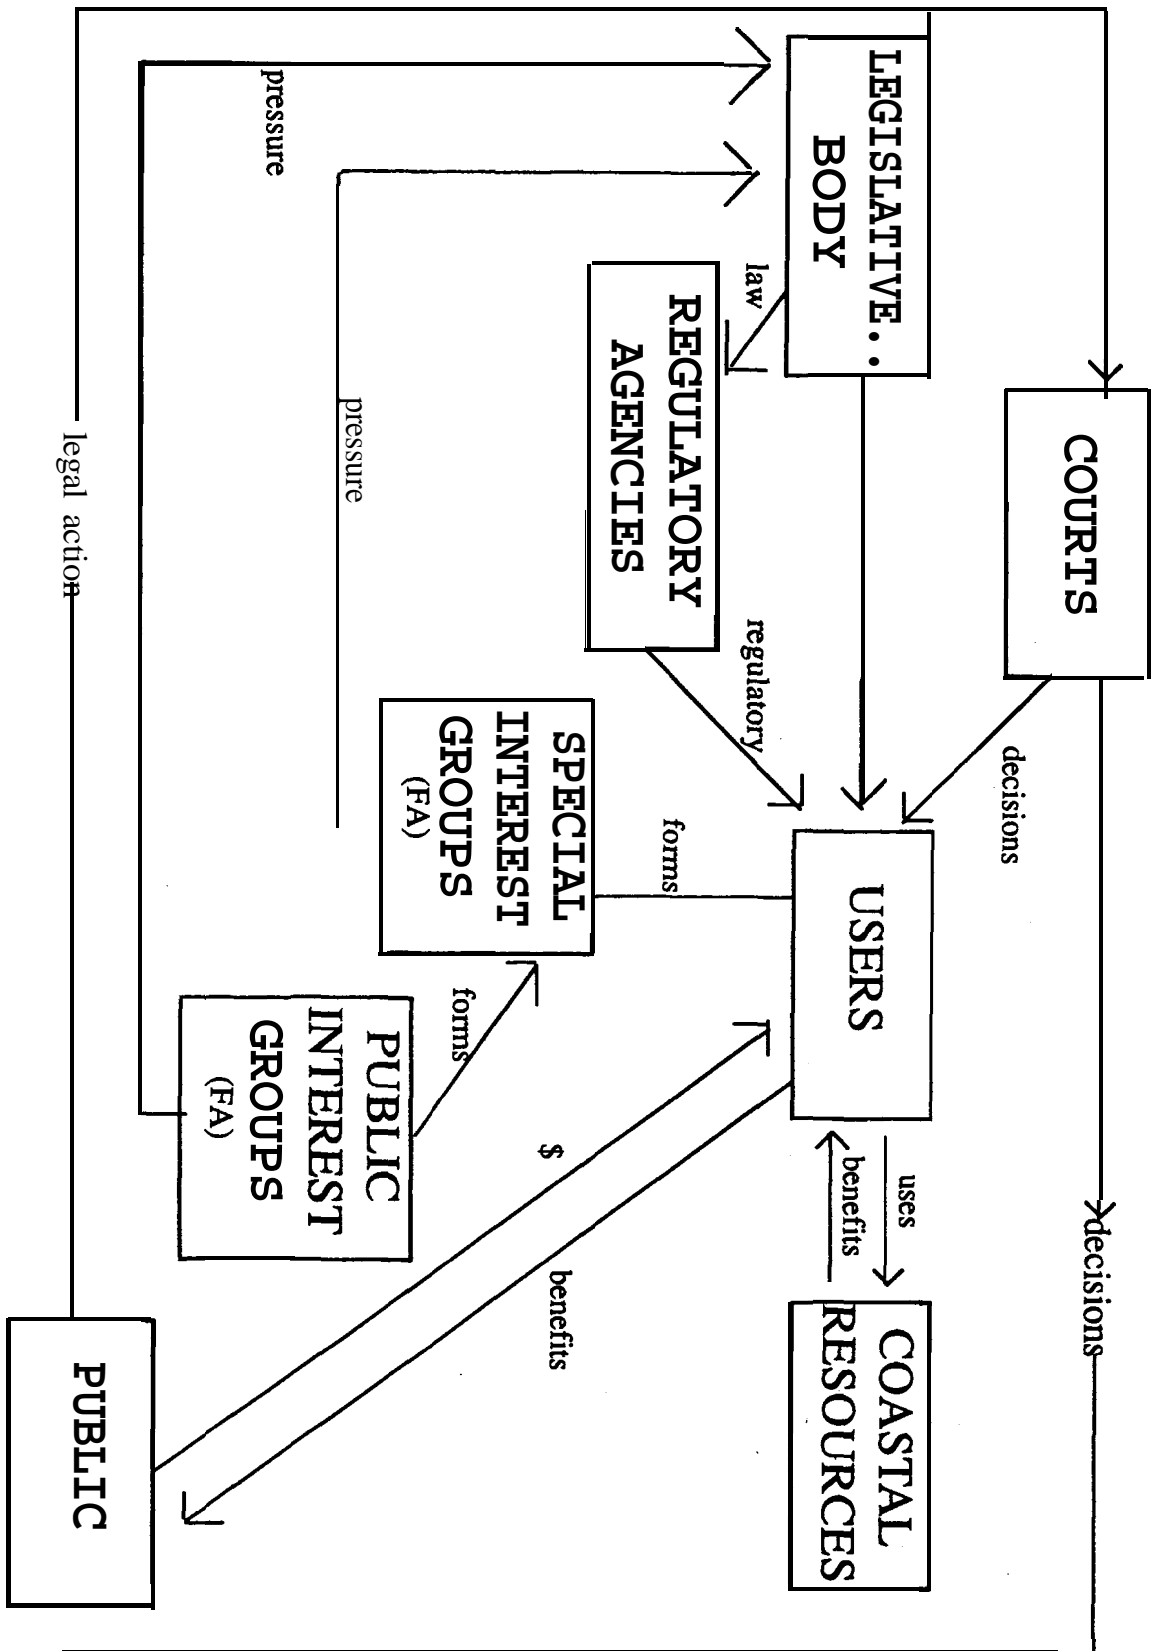 COURTS
decisions
decisions
LEGISLATIVE..
BODY
USERS
uses
benefits
COASTAL
RESOURCES
law
regulatory
REGULATORY
AGENCIES
forms
SPECIAL
INTEREST
GROUPS
(FA)
$
benefits
forms
PUBLIC
INTEREST
GROUPS
(FA)
pressure
pressure
legal action
PUBLIC